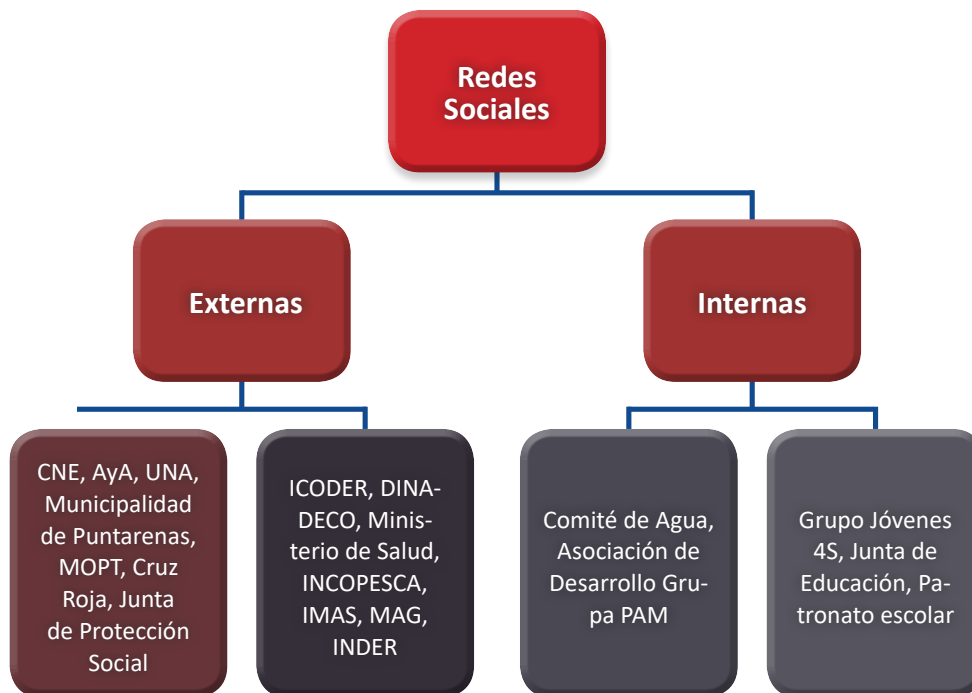 Redes
Sociales
Externas
Internas
CNE, AyA, UNA,
Municipalidad
de Puntarenas,
MOPT, Cruz
Roja, Junta
de Protección
Social
ICODER, DINA-
DECO, Minis-
terio de Salud,
INCOPESCA,
IMAS, MAG,
INDER
Comité de Agua,
Asociación de
Desarrollo Gru-
pa PAM
Grupo Jóvenes
4S, Junta de
Educación, Pa-
tronato escolar